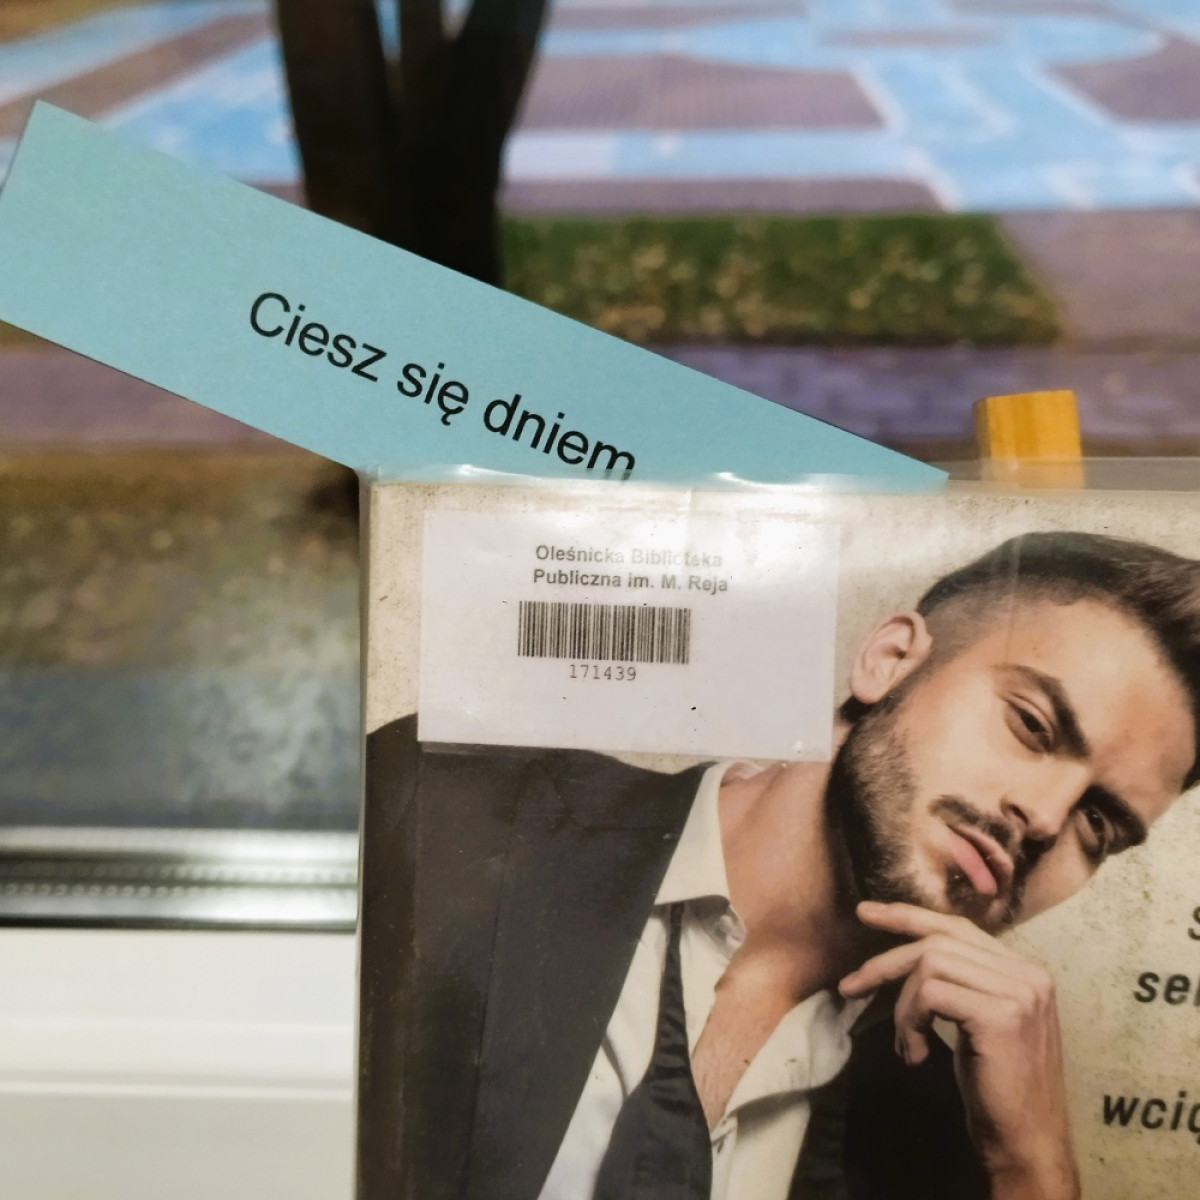 Ciesz się dniem
Oleśnicka Biblioteka
Publiczna im. M. Reja
171439